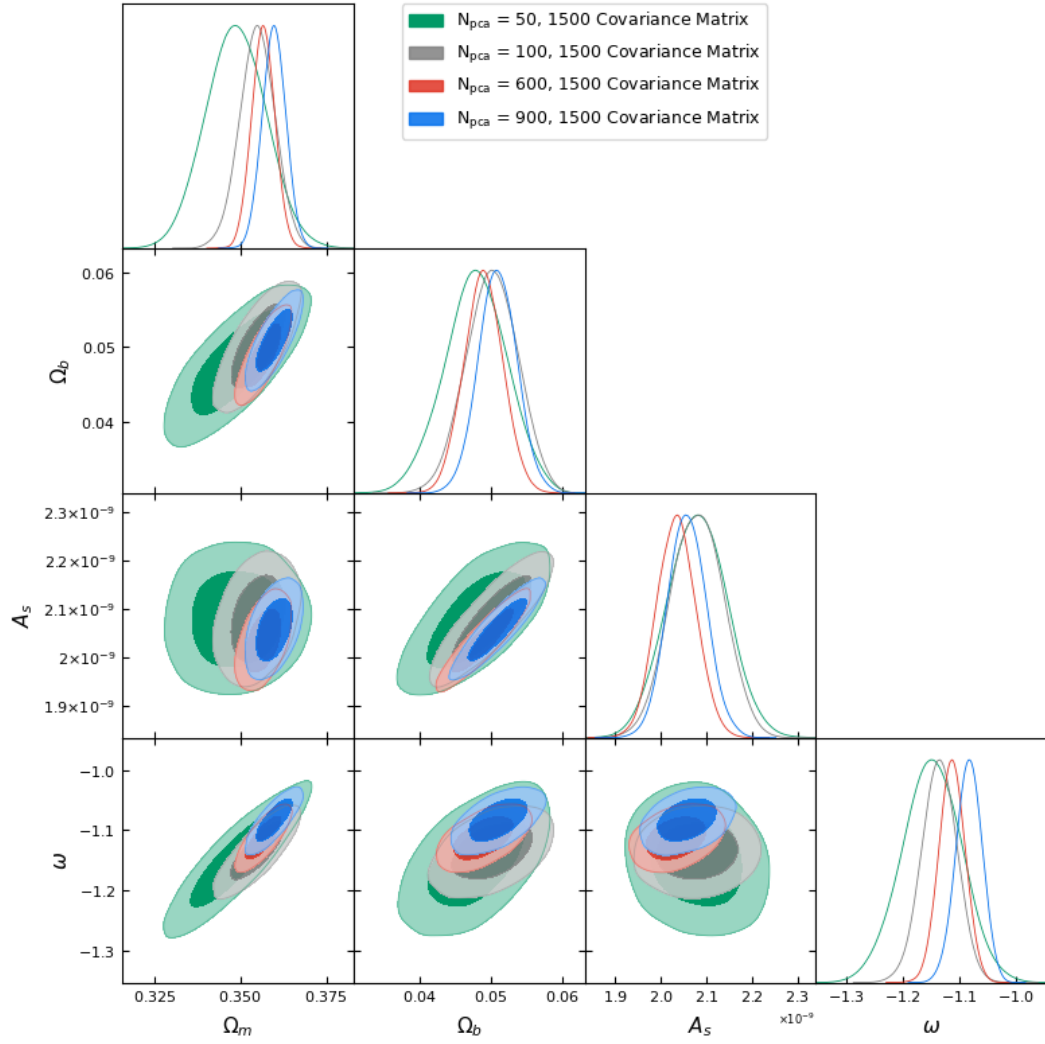 N_pca = 50, 1500 Covariance Matrix
N_pca = 100, 1500 Covariance Matrix
N_pca = 600, 1500 Covariance Matrix
N_pca = 900, 1500 Covariance Matrix
0.06
0.05
0.04
Ω_b
2.3×10⁻⁹
2.2×10⁻⁹
2.1×10⁻⁹
2×10⁻⁹
1.9×10⁻⁹
A_s
−1.0
−1.1
−1.2
−1.3
ω
0.325 0.350 0.375
Ω_m
0.04 0.05 0.06
Ω_b
1.9 2.0 2.1 2.2 2.3
×10⁻⁹
A_s
−1.3 −1.2 −1.1 −1.0
ω